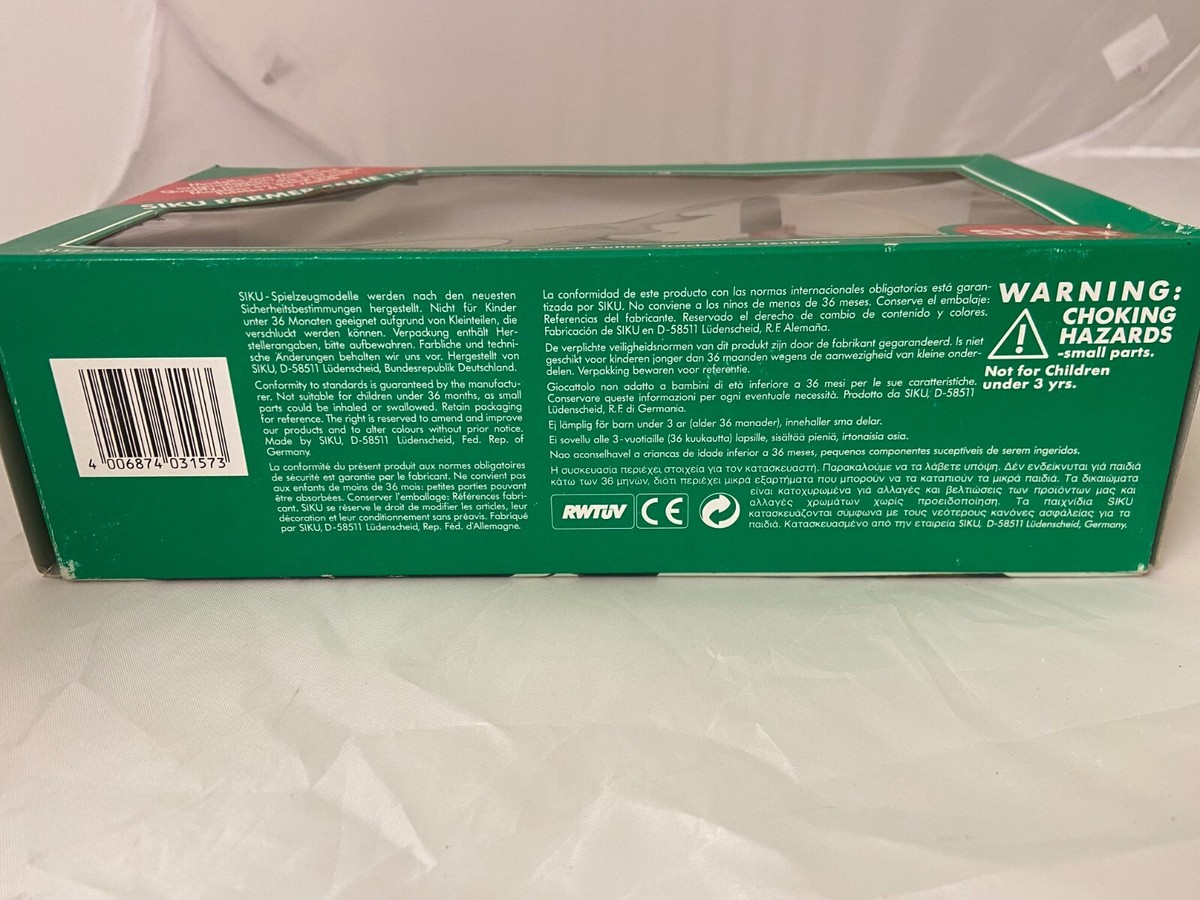 SIKU FARMER-SERIE 1:32
Tracteur et désileuse
SIKU - Spielzeugmodelle werden nach den neuesten
Sicherheitsbestimmungen hergestellt. Nicht für Kinder
unter 36 Monaten geeignet aufgrund von Kleinteilen, die
verschluckt werden können. Verpackung enthält Her-
stellerangaben, bitte aufbewahren. Farbliche und techni-
sche Änderungen behalten wir uns vor. Hergestellt von
SIKU, D-58511 Lüdenscheid, Bundesrepublik Deutschland.
Conformity to standards is guaranteed by the manufactu-
rer. Not suitable for children under 36 months, as small
parts could be inhaled or swallowed. Retain packaging
for reference. The right is reserved to amend and improve
our products and to alter colours without prior notice.
Made by SIKU, D-58511 Lüdenscheid, Fed. Rep. of
Germany.
La conformité du présent produit aux normes obligatoires
de sécurité est garantie par le fabricant. Ne convient pas
aux enfants de moins de 36 mois: petites parties pouvant
être absorbées. Conserver l'emballage: Références fabri-
cant. SIKU se réserve le droit de modifier les articles, leur
décoration et leur conditionnement sans préavis. Fabriqué
par SIKU, D-58511 Lüdenscheid, Rep. Féd. d'Allemagne.
4 006874 031573
La conformidad de este producto con las normas internacionales obligatorias está garan-
tizada por SIKU. No conviene a los ninos de menos de 36 meses. Conserve el embalaje:
Referencias del fabricante. Reservado el derecho de cambio de contenido y colores.
Fabricación de SIKU en D-58511 Lüdenscheid, R.F. Alemaña.
De verplichte veiligheidsnormen van dit produkt zijn door de fabrikant gegarandeerd. Is niet
geschikt voor kinderen jonger dan 36 maanden wegens de aanwezigheid van kleine onder-
delen. Verpakking bewaren voor referentie.
Giocattolo non adatto a bambini di età inferiore a 36 mesi per le sue caratteristiche.
Conservare queste informazioni per ogni eventuale necessità. Prodotto da SIKU, D-58511
Lüdenscheid, R.F. di Germania.
Ej lämplig för barn under 3 ar (alder 36 manader), innehaller sma delar.
Ei sovellu alle 3-vuotiaille (36 kuukautta) lapsille, sisältää pieniä, irtonaisia osia.
Nao aconselhavel a criancas de idade inferior a 36 meses, pequenos componentes suceptíveis de serem ingeridos.
Η συσκευασία περιέχει στοιχεία για τον κατασκευαστή. Παρακαλούμε να τα λάβετε υπόψη. Δέν ενδείκνυται γιά παιδιά
κάτω των 36 μηνών, διότι περιέχει μικρά εξαρτήματα που μπορούν να τα καταπιούν τα μικρά παιδιά. Τα δικαιώματα
είναι κατοχυρωμένα γιά αλλαγές και βελτιώσεις των προϊόντων μας και
αλλαγές χρωμάτων χωρίς προειδοποίηση. Τα παιχνίδια SIKU
κατασκευάζονται σύμφωνα με τους νεότερους κανόνες ασφάλείας για τα
παιδιά. Κατασκευασμένο από την εταιρεία SIKU, D-58511 Lüdenscheid, Germany.
RWTÜV CE
WARNING:
CHOKING
HAZARDS
-small parts.
Not for Children
under 3 yrs.